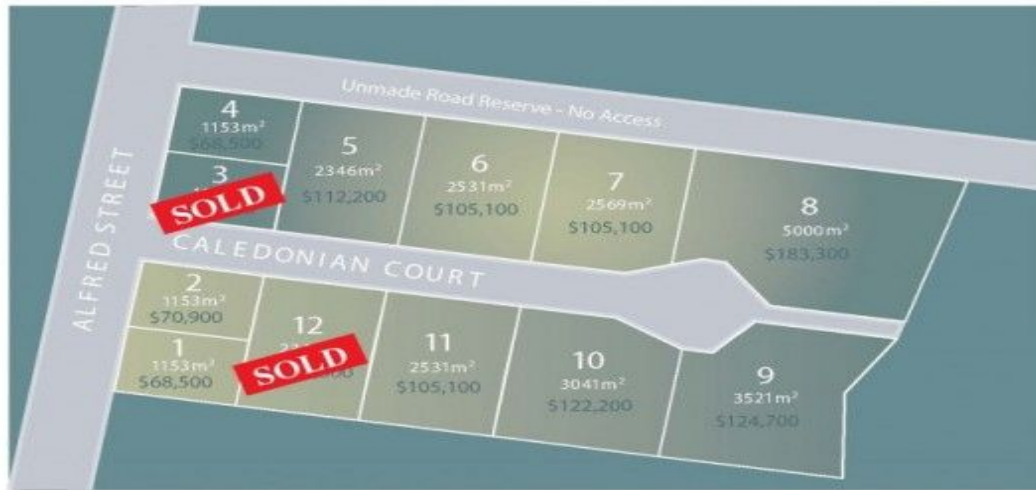 Unmade Road Reserve - No Access
ALFRED STREET
4
1153m²
$68,500
3
SOLD
5
2346m²
$112,200
6
2531m²
$105,100
7
2569m²
$105,100
8
5000m²
$183,300
CALEDONIAN COURT
2
1153m²
$70,900
1
1153m²
$68,500
12
SOLD
11
2531m²
$105,100
10
3041m²
$122,200
9
3521m²
$124,700